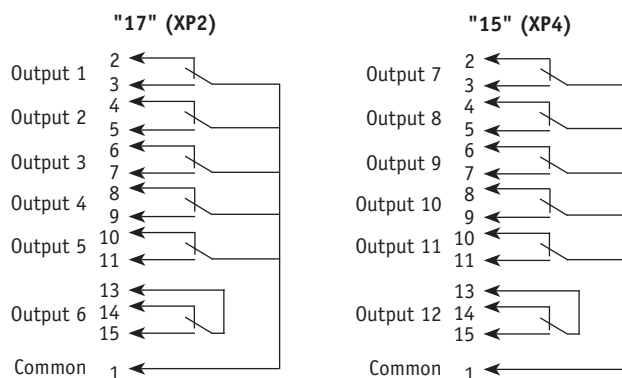 "17" (XP2)
Output 1 2
3
Output 2 4
5
Output 3 6
7
Output 4 8
9
Output 5 10
11
13
Output 6 14
15
Common 1
"15" (XP4)
Output 7 2
3
Output 8 4
5
Output 9 6
7
Output 10 8
9
Output 11 10
11
13
Output 12 14
15
Common 1